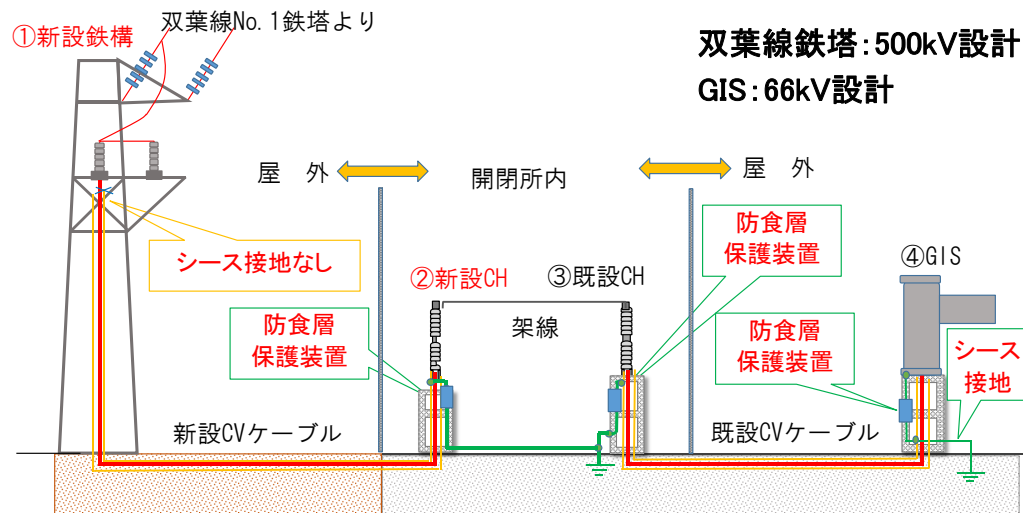 ①新設鉄構
双葉線No.1鉄塔より
双葉線鉄塔:500kV設計
GIS:66kV設計
屋 外
開閉所内
屋 外
シース接地なし
防食層
保護装置
②新設CH
③既設CH
架線
防食層
保護装置
防食層
保護装置
④GIS
シース
接地
新設CVケーブル
既設CVケーブル